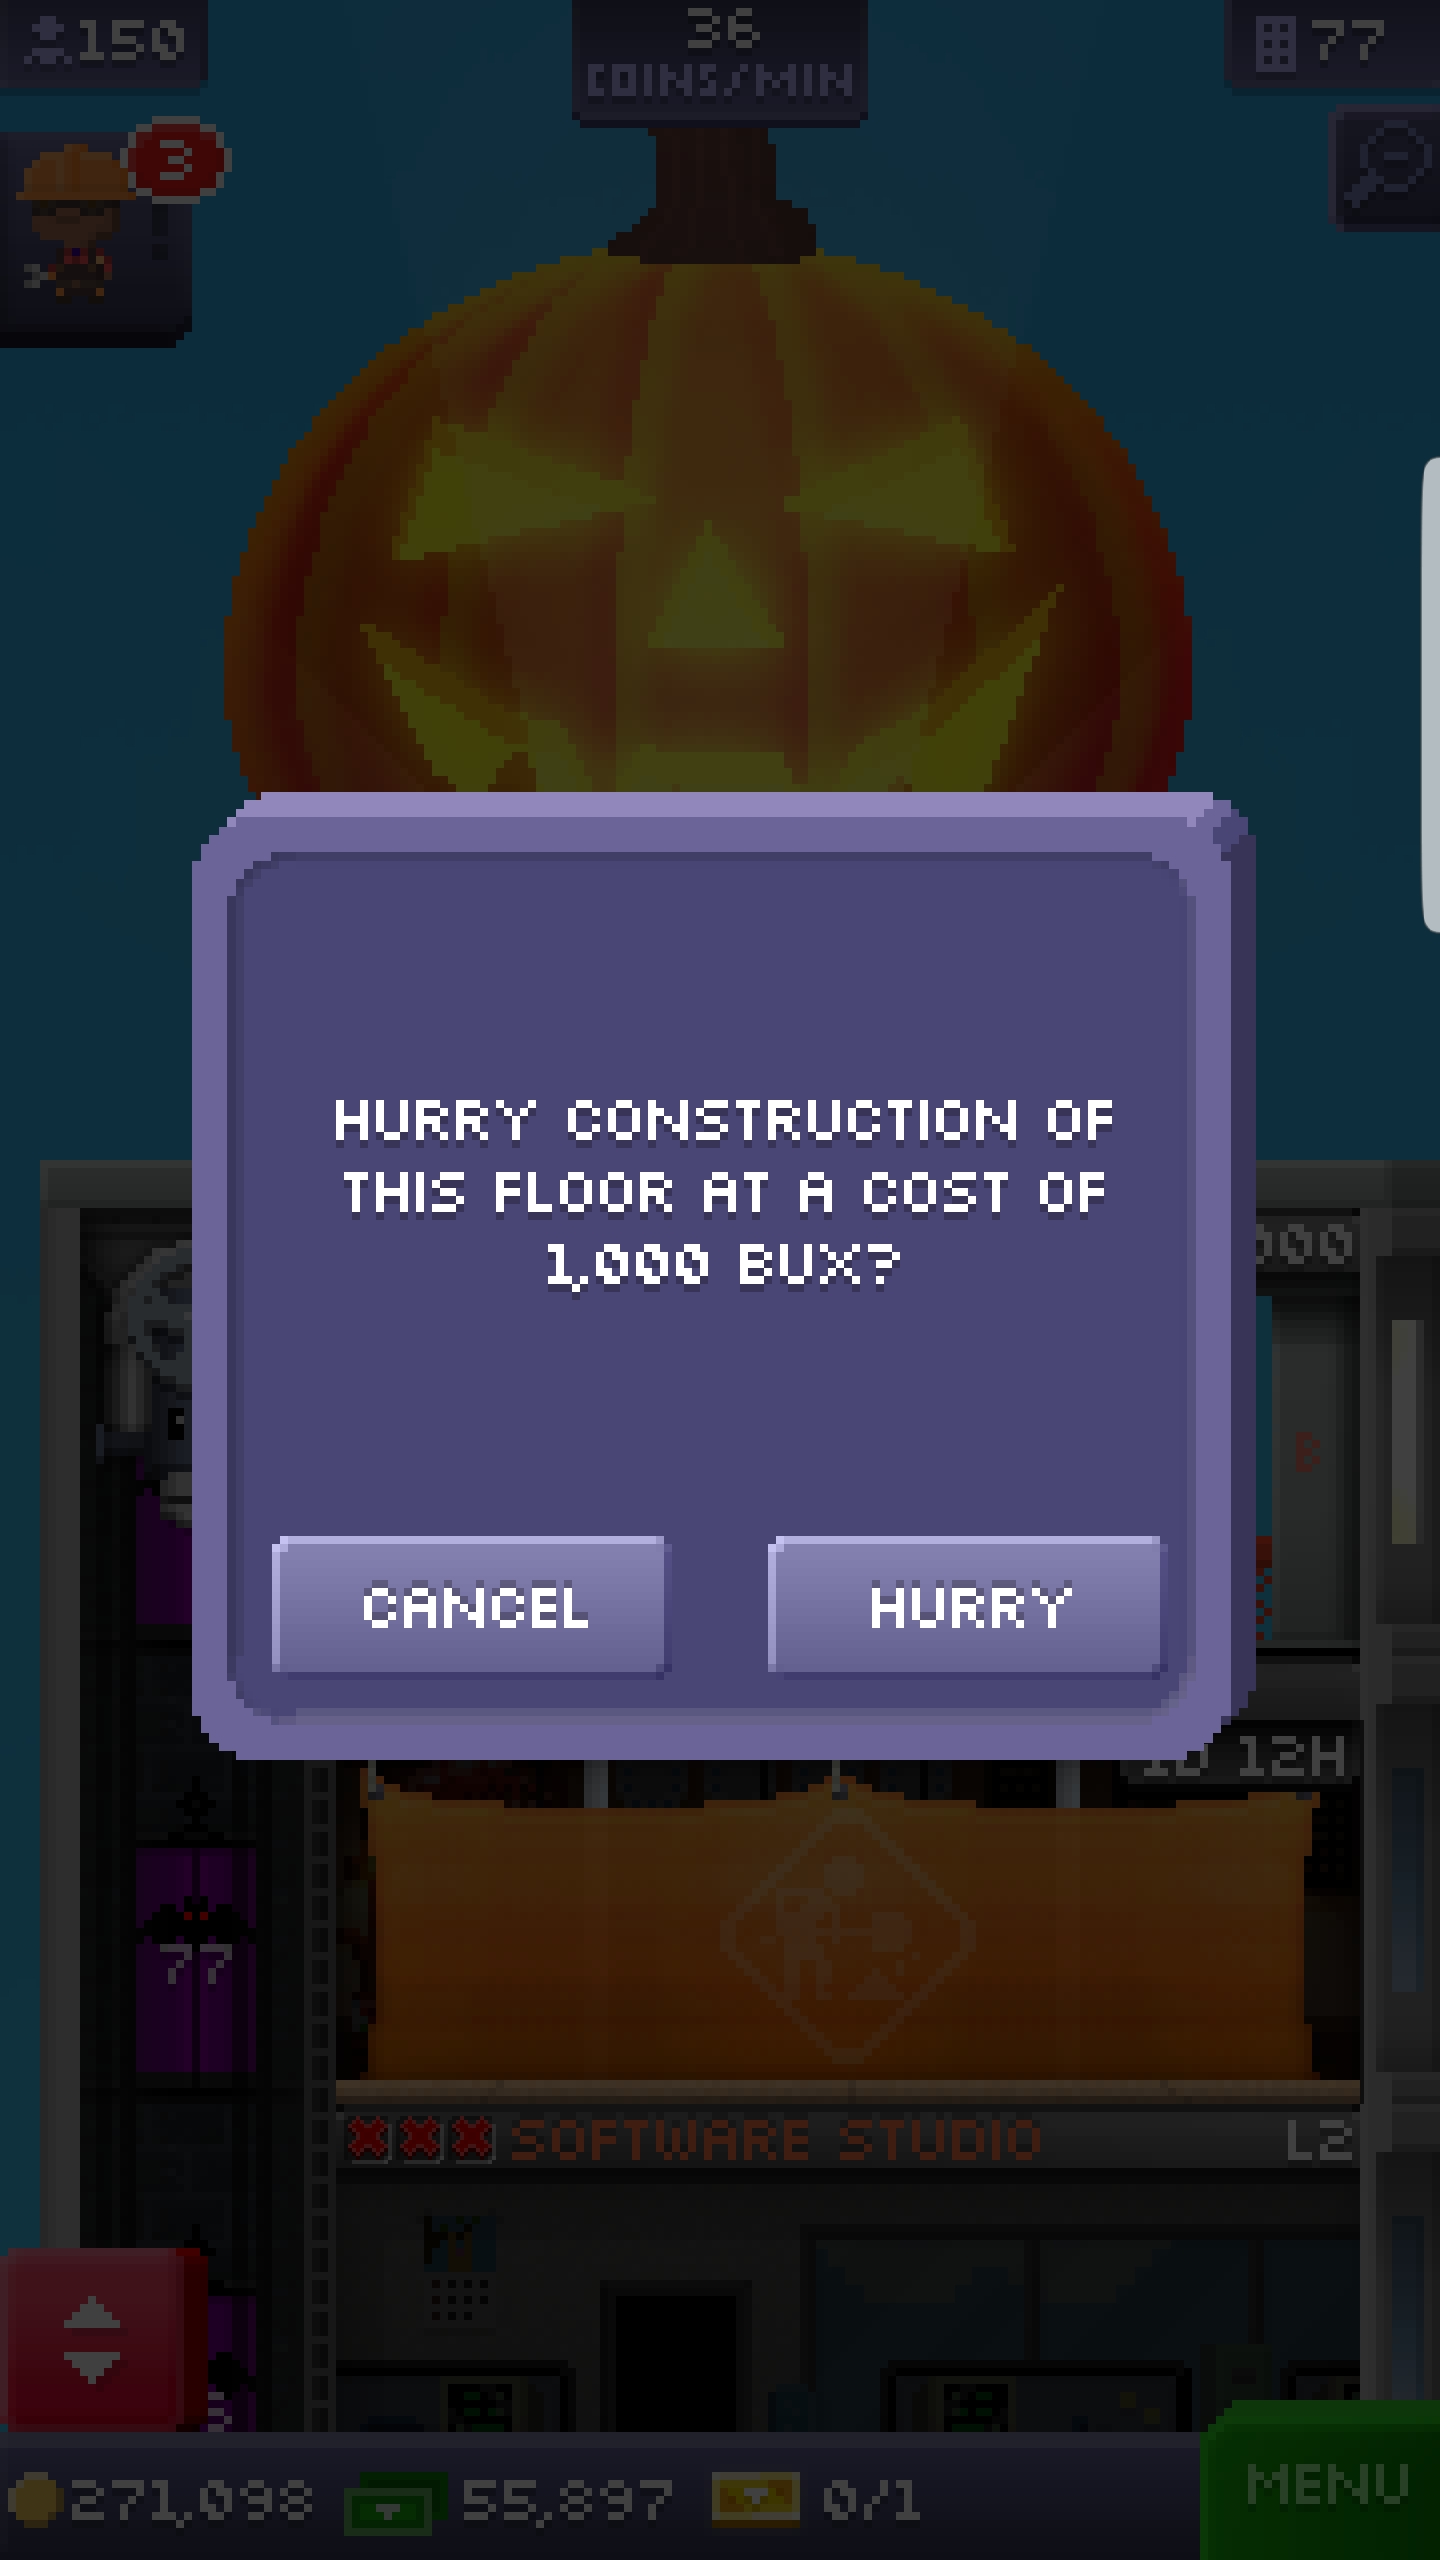 150
36
COINS/MIN
77
3
HURRY CONSTRUCTION OF
THIS FLOOR AT A COST OF
1,000 BUX?
000
B
CANCEL
HURRY
1D 12H
77
SOFTWARE STUDIO
L2
271,098
55,897
0/1
MENU